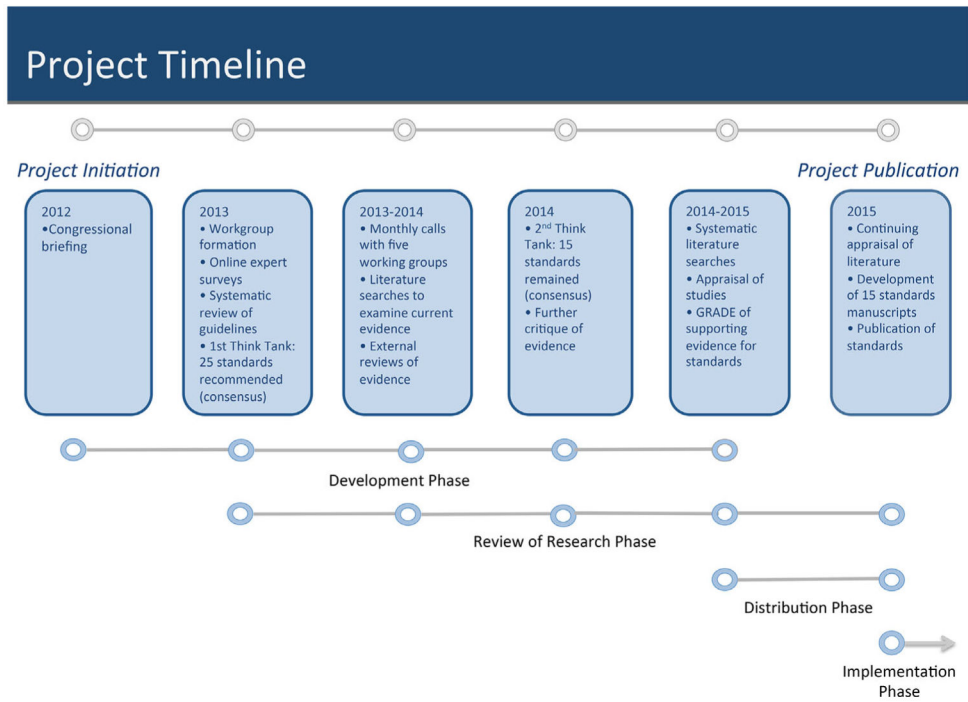 Project Timeline
Project Initiation
Project Publication
2012
•Congressional
briefing
2013
• Workgroup
formation
• Online expert
surveys
• Systematic
review of
guidelines
• 1st Think Tank:
25 standards
recommended
(consensus)
2013-2014
• Monthly calls
with five
working groups
• Literature
searches to
examine current
evidence
• External
reviews of
evidence
2014
• 2nd Think
Tank: 15
standards
remained
(consensus)
• Further
critique of
evidence
2014-2015
• Systematic
literature
searches
• Appraisal of
studies
• GRADE of
supporting
evidence for
standards
2015
• Continuing
appraisal of
literature
• Development
of 15 standards
manuscripts
• Publication of
standards
Development Phase
Review of Research Phase
Distribution Phase
Implementation
Phase